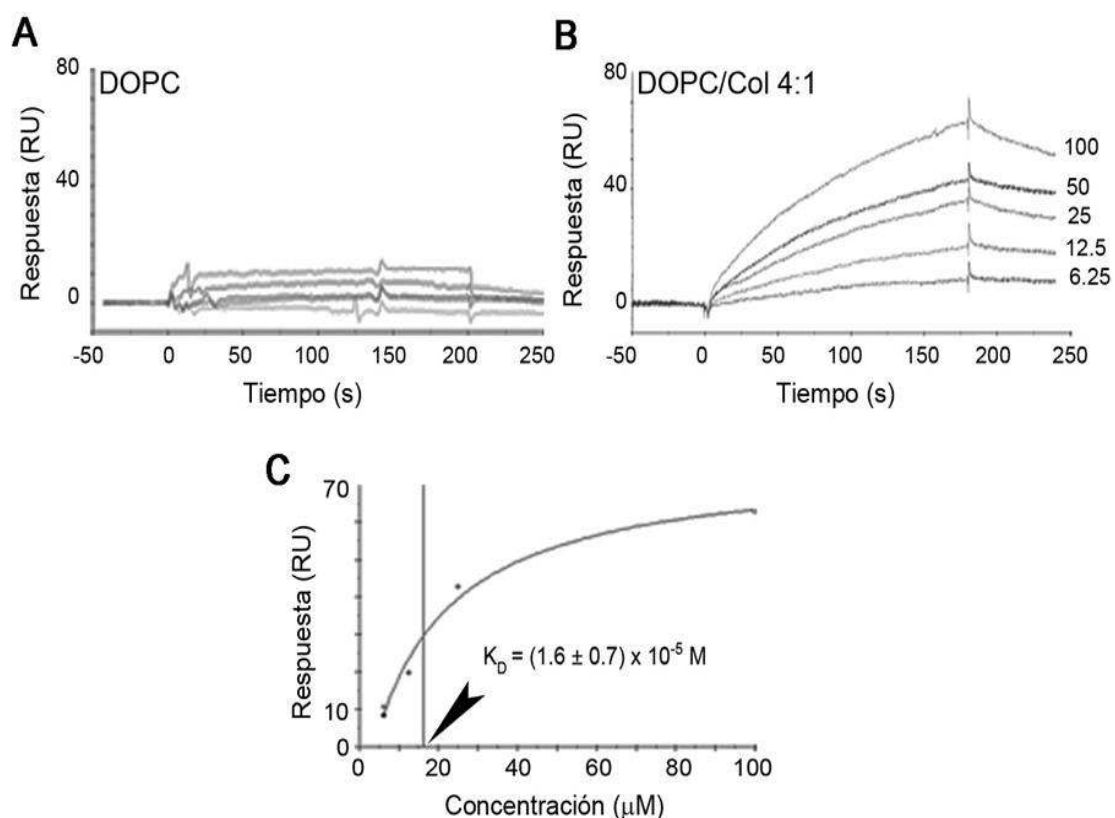 A
DOPC
80
40
0
Respuesta (RU)
-50 0 50 100 150 200 250
Tiempo (s)
B
DOPC/Col 4:1
80
40
0
Respuesta (RU)
100
50
25
12.5
6.25
-50 0 50 100 150 200 250
Tiempo (s)
C
70
10
0
Respuesta (RU)
K_D = (1.6 ± 0.7) x 10⁻⁵ M
0 20 40 60 80 100
Concentración (µM)